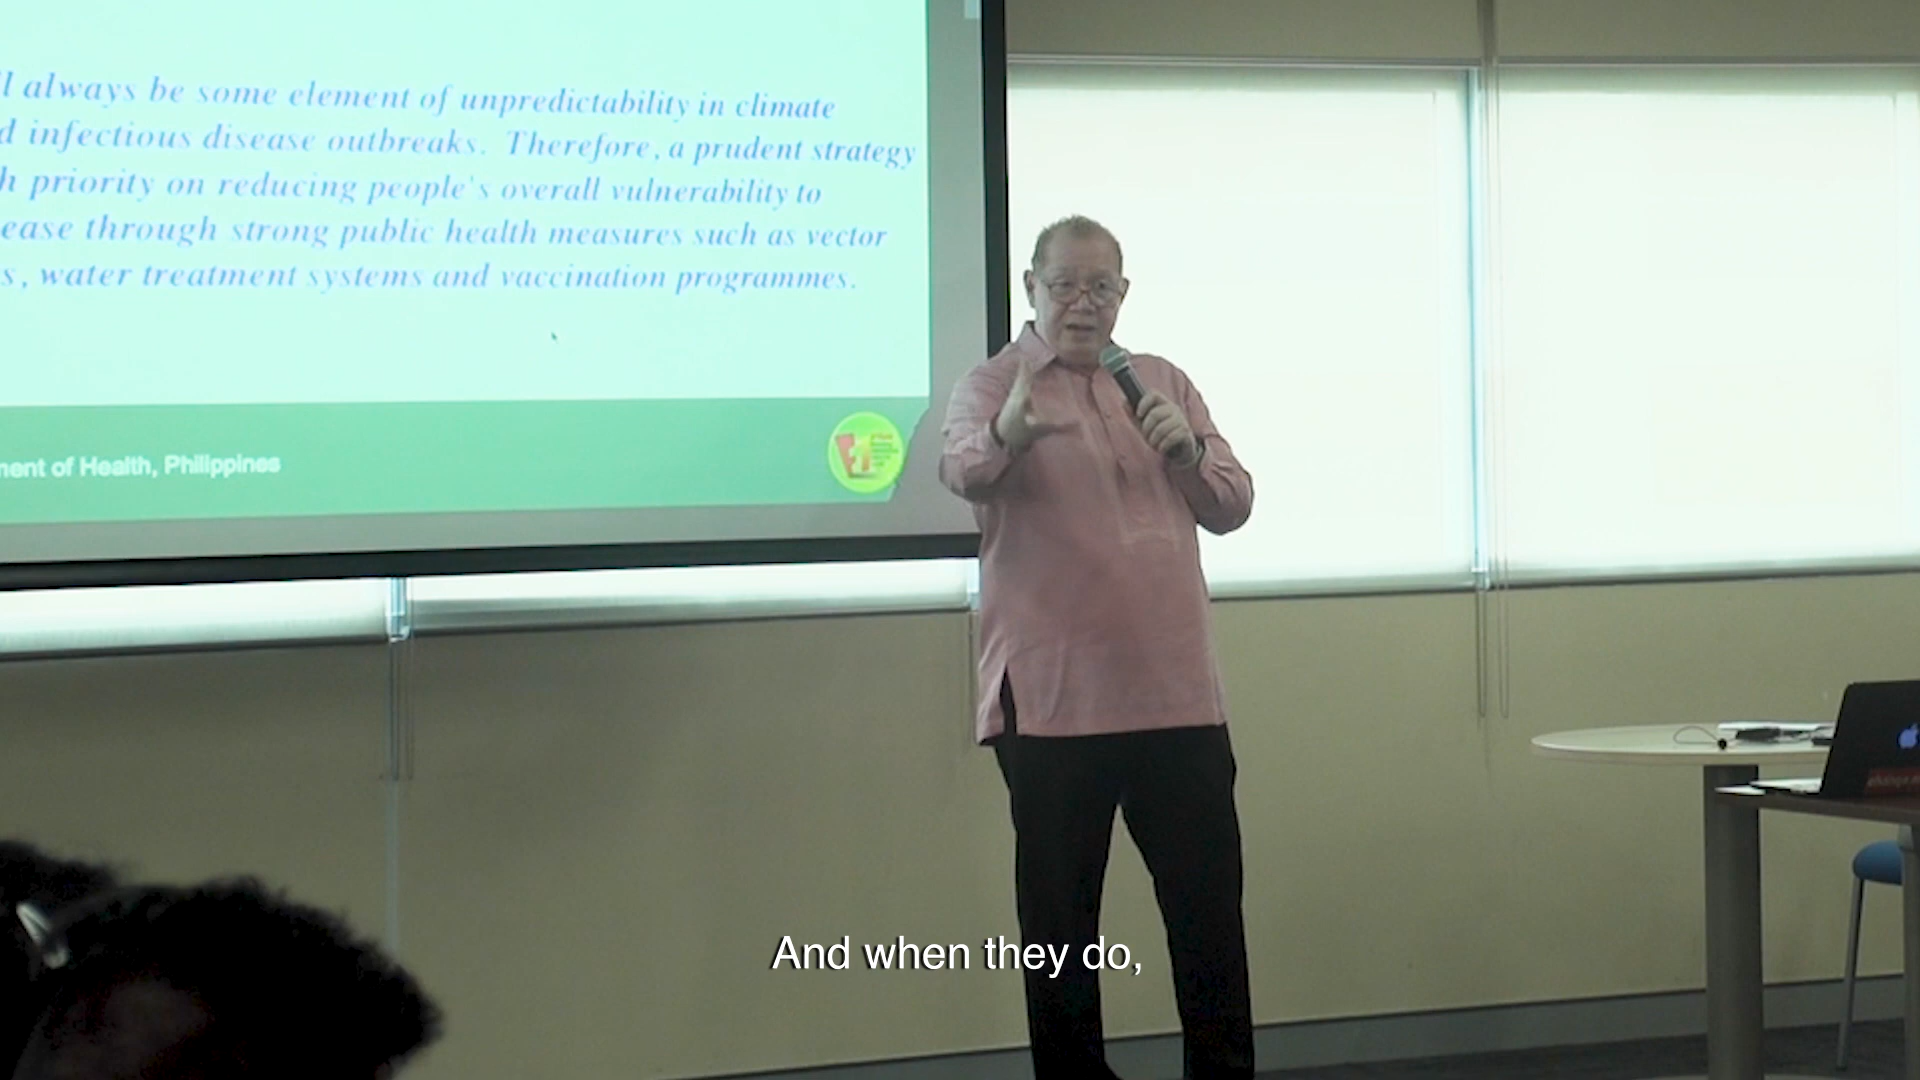 l always be some element of unpredictability in climate
d infectious disease outbreaks. Therefore, a prudent strategy
h priority on reducing people's overall vulnerability to
ease through strong public health measures such as vector
s, water treatment systems and vaccination programmes.
ment of Health, Philippines
And when they do,